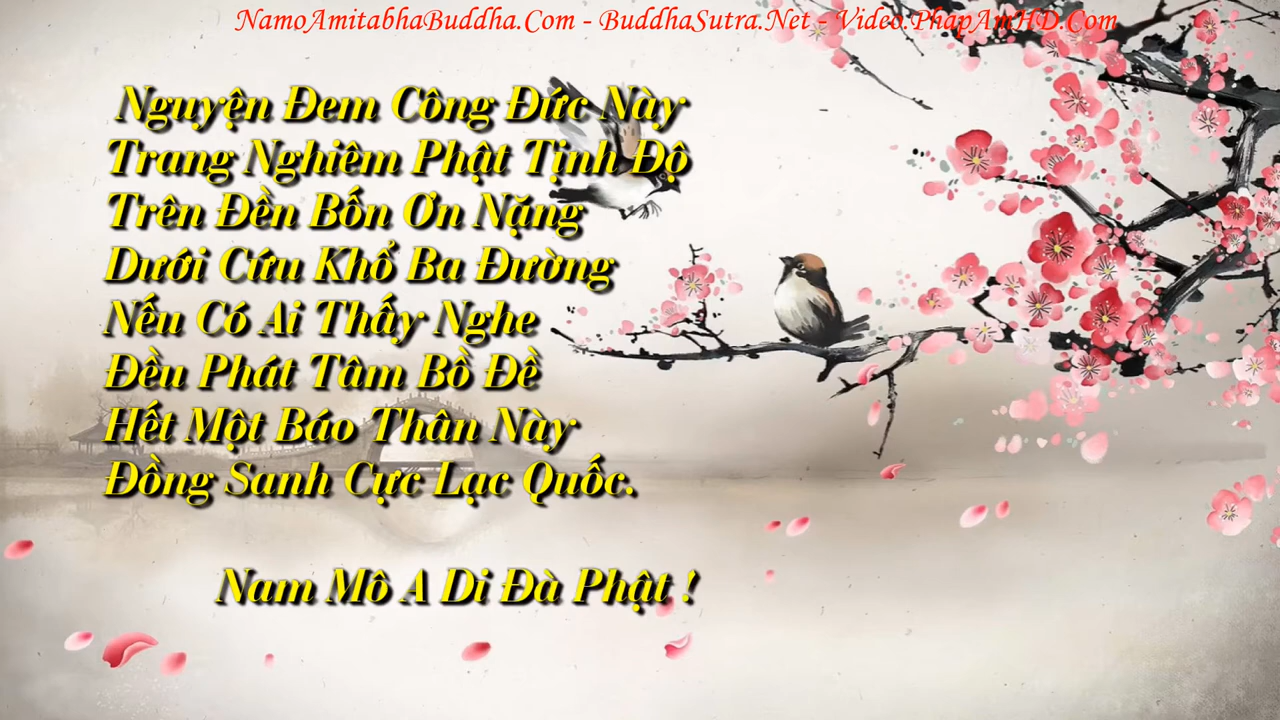 NamoAmitabhaBuddha.Com - BuddhaSutra.Net - Video.PhapAmHD.Com
Nguyện Đem Công Đức Này
Trang Nghiêm Phật Tịnh Độ
Trên Đền Bốn Ơn Nặng
Dưới Cứu Khổ Ba Đường
Nếu Có Ai Thấy Nghe
Đều Phát Tâm Bồ Đề
Hết Một Báo Thân Này
Đồng Sanh Cực Lạc Quốc.
Nam Mô A Di Đà Phật !